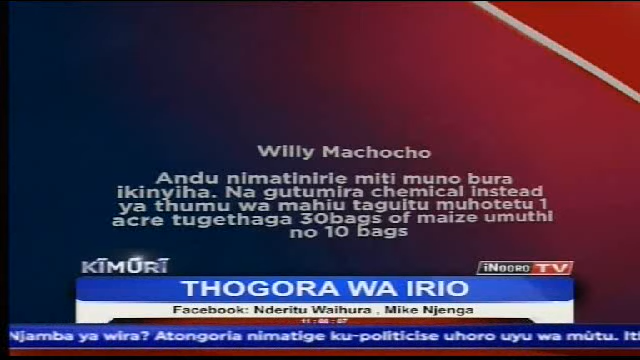 Willy Machocho
Andu nimatinirie miti muno bura
ikinyiha. Na gutumira chemical instead
ya thumu wa mahiu taguitu muhotetu 1
acre tugethaga 30bags of maize umuthi
no 10 bags
KĨMŨRĨ
iNOORO TV
THOGORA WA IRIO
Facebook: Nderitu Waihura , Mike Njenga
Njamba ya wira? Atongoria nimatige ku-politicise uhoro uyu wa mũtu. Iti